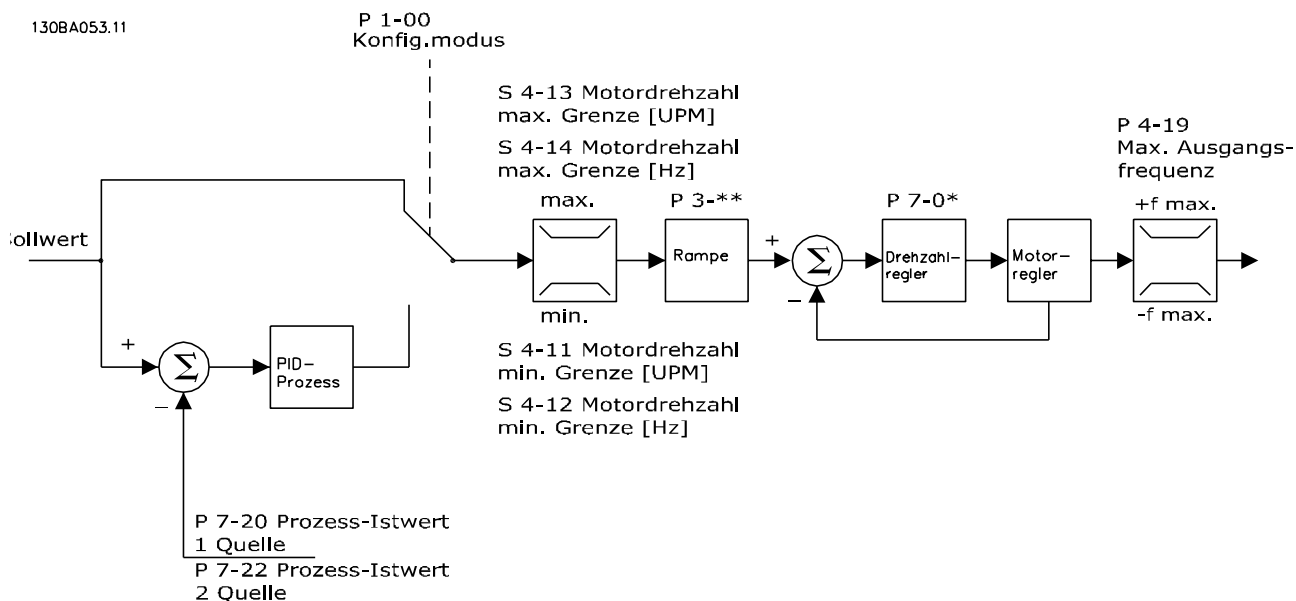 130BA053.11
P 1-00
Konfig.modus
S 4-13 Motordrehzahl
max. Grenze [UPM]
S 4-14 Motordrehzahl
max. Grenze [Hz]
P 4-19
Max. Ausgangs-
frequenz
max.
P 3-**
P 7-0*
+f max.
ollwert
Rampe
+
Σ
−
Drehzahl-
regler
Motor-
regler
min.
-f max.
+
Σ
−
PID-
Prozess
S 4-11 Motordrehzahl
min. Grenze [UPM]
S 4-12 Motordrehzahl
min. Grenze [Hz]
P 7-20 Prozess-Istwert
1 Quelle
P 7-22 Prozess-Istwert
2 Quelle